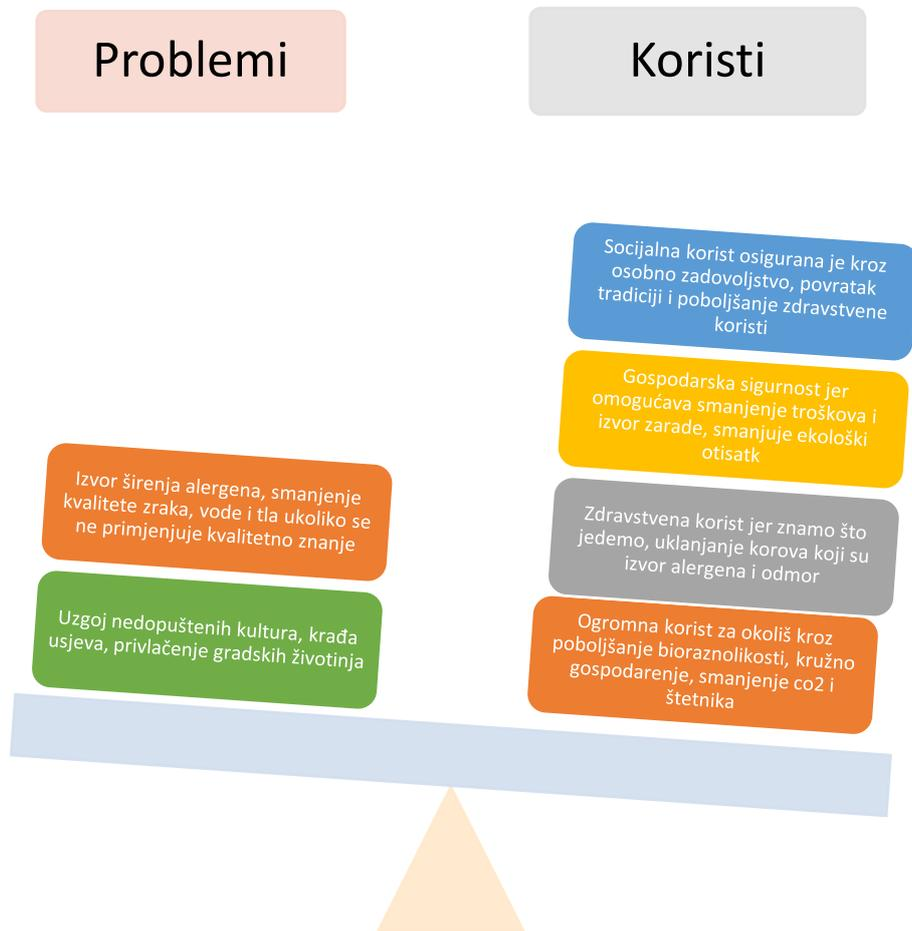 Problemi
Koristi
Izvor širenja alergena, smanjenje
kvalitete zraka, vode i tla ukoliko se
ne primjenjuje kvalitetno znanje
Uzgoj nedopuštenih kultura, krađa
usjeva, privlačenje gradskih životinja
Socijalna korist osigurana je kroz
osobno zadovoljstvo, povratak
tradiciji i poboljšanje zdravstvene
koristi
Gospodarska sigurnost jer
omogućava smanjenje troškova i
izvor zarade, smanjuje ekološki
otisatk
Zdravstvena korist jer znamo što
jedemo, uklanjanje korova koji su
izvor alergena i odmor
Ogromna korist za okoliš kroz
poboljšanje bioraznolikosti, kružno
gospodarenje, smanjenje co2 i
štetnika